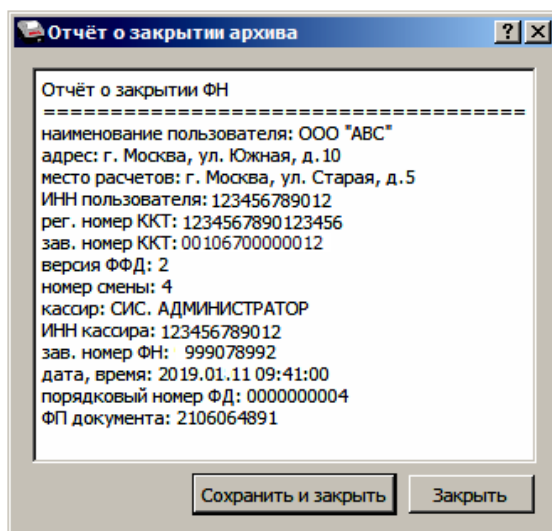 Отчёт о закрытии архива
Отчёт о закрытии ФН
====================================
наименование пользователя: ООО "АВС"
адрес: г. Москва, ул. Южная, д.10
место расчетов: г. Москва, ул. Старая, д.5
ИНН пользователя: 123456789012
рег. номер ККТ: 1234567890123456
зав. номер ККТ: 00106700000012
версия ФФД: 2
номер смены: 4
кассир: СИС. АДМИНИСТРАТОР
ИНН кассира: 123456789012
зав. номер ФН: 999078992
дата, время: 2019.01.11 09:41:00
порядковый номер ФД: 0000000004
ФП документа: 2106064891
Сохранить и закрыть Закрыть